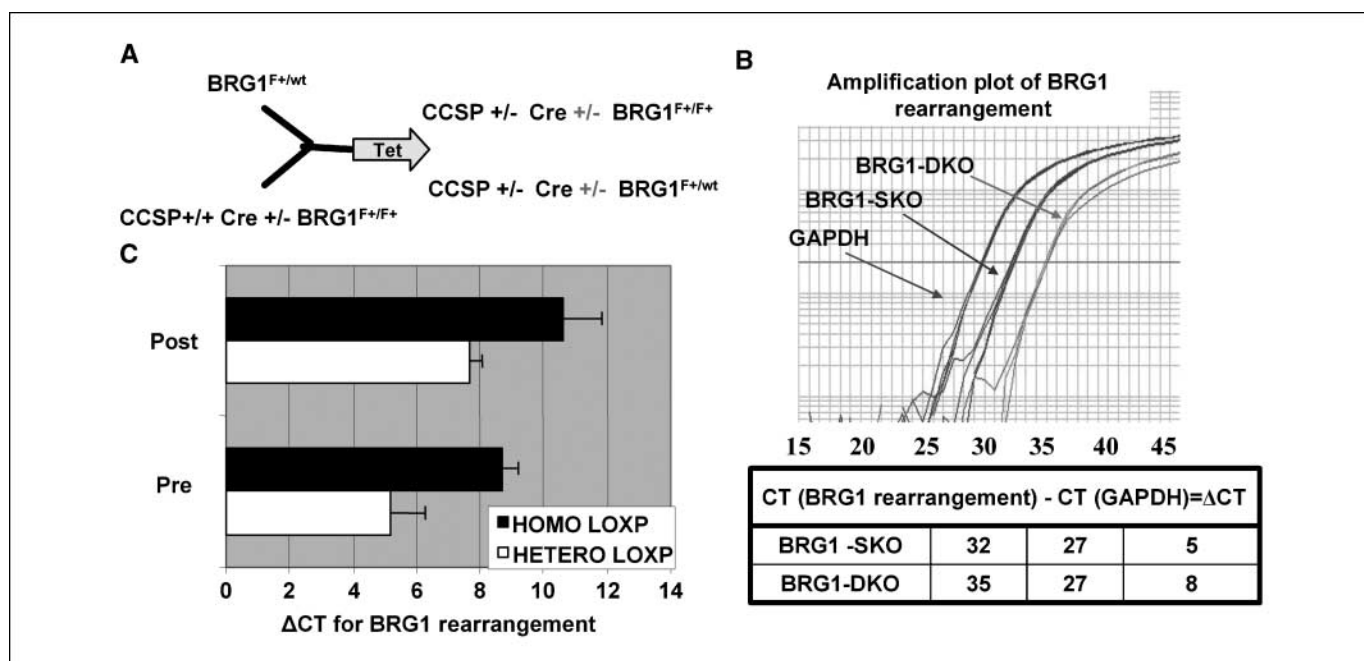 A
BRG1F+/wt
Tet
CCSP +/- Cre +/- BRG1F+/F+
CCSP +/- Cre +/- BRG1F+/wt
CCSP+/+ Cre +/- BRG1F+/F+
B
Amplification plot of BRG1
rearrangement
BRG1-DKO
BRG1-SKO
GAPDH
15 20 25 30 35 40 45
CT (BRG1 rearrangement) - CT (GAPDH)=ΔCT
BRG1 -SKO 32 27 5
BRG1-DKO 35 27 8
C
Post
Pre
HOMO LOXP
HETERO LOXP
0 2 4 6 8 10 12 14
ΔCT for BRG1 rearrangement